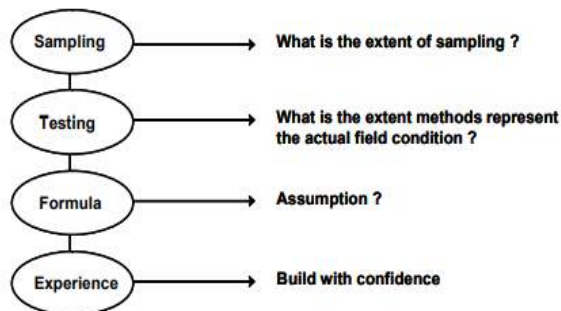 Sampling
What is the extent of sampling ?
Testing
What is the extent methods represent
the actual field condition ?
Formula
Assumption ?
Experience
Build with confidence